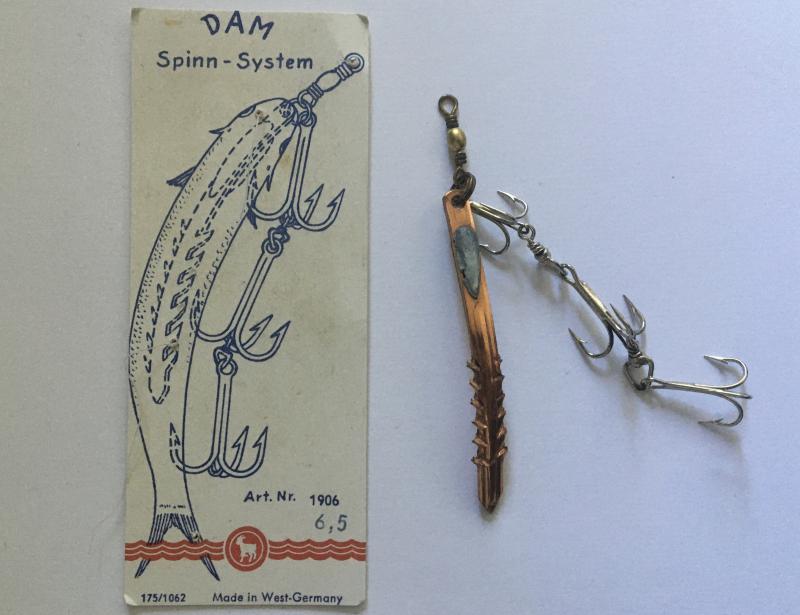 DAM
Spinn-System
Art. Nr. 1906
6,5
175/1062 Made in West-Germany